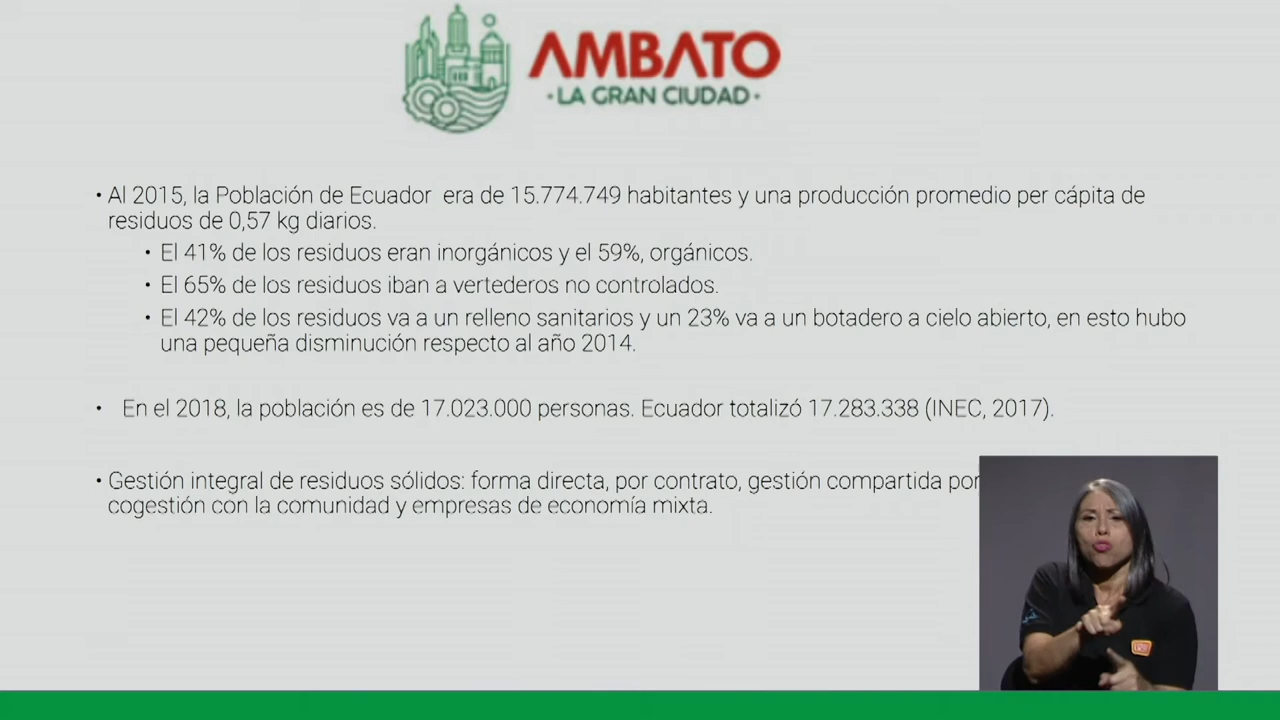 AMBATO
·LA GRAN CIUDAD·
• Al 2015, la Población de Ecuador era de 15.774.749 habitantes y una producción promedio per cápita de
residuos de 0,57 kg diarios.
• El 41% de los residuos eran inorgánicos y el 59%, orgánicos.
• El 65% de los residuos iban a vertederos no controlados.
• El 42% de los residuos va a un relleno sanitarios y un 23% va a un botadero a cielo abierto, en esto hubo
una pequeña disminución respecto al año 2014.
• En el 2018, la población es de 17.023.000 personas. Ecuador totalizó 17.283.338 (INEC, 2017).
• Gestión integral de residuos sólidos: forma directa, por contrato, gestión compartida por
cogestión con la comunidad y empresas de economía mixta.